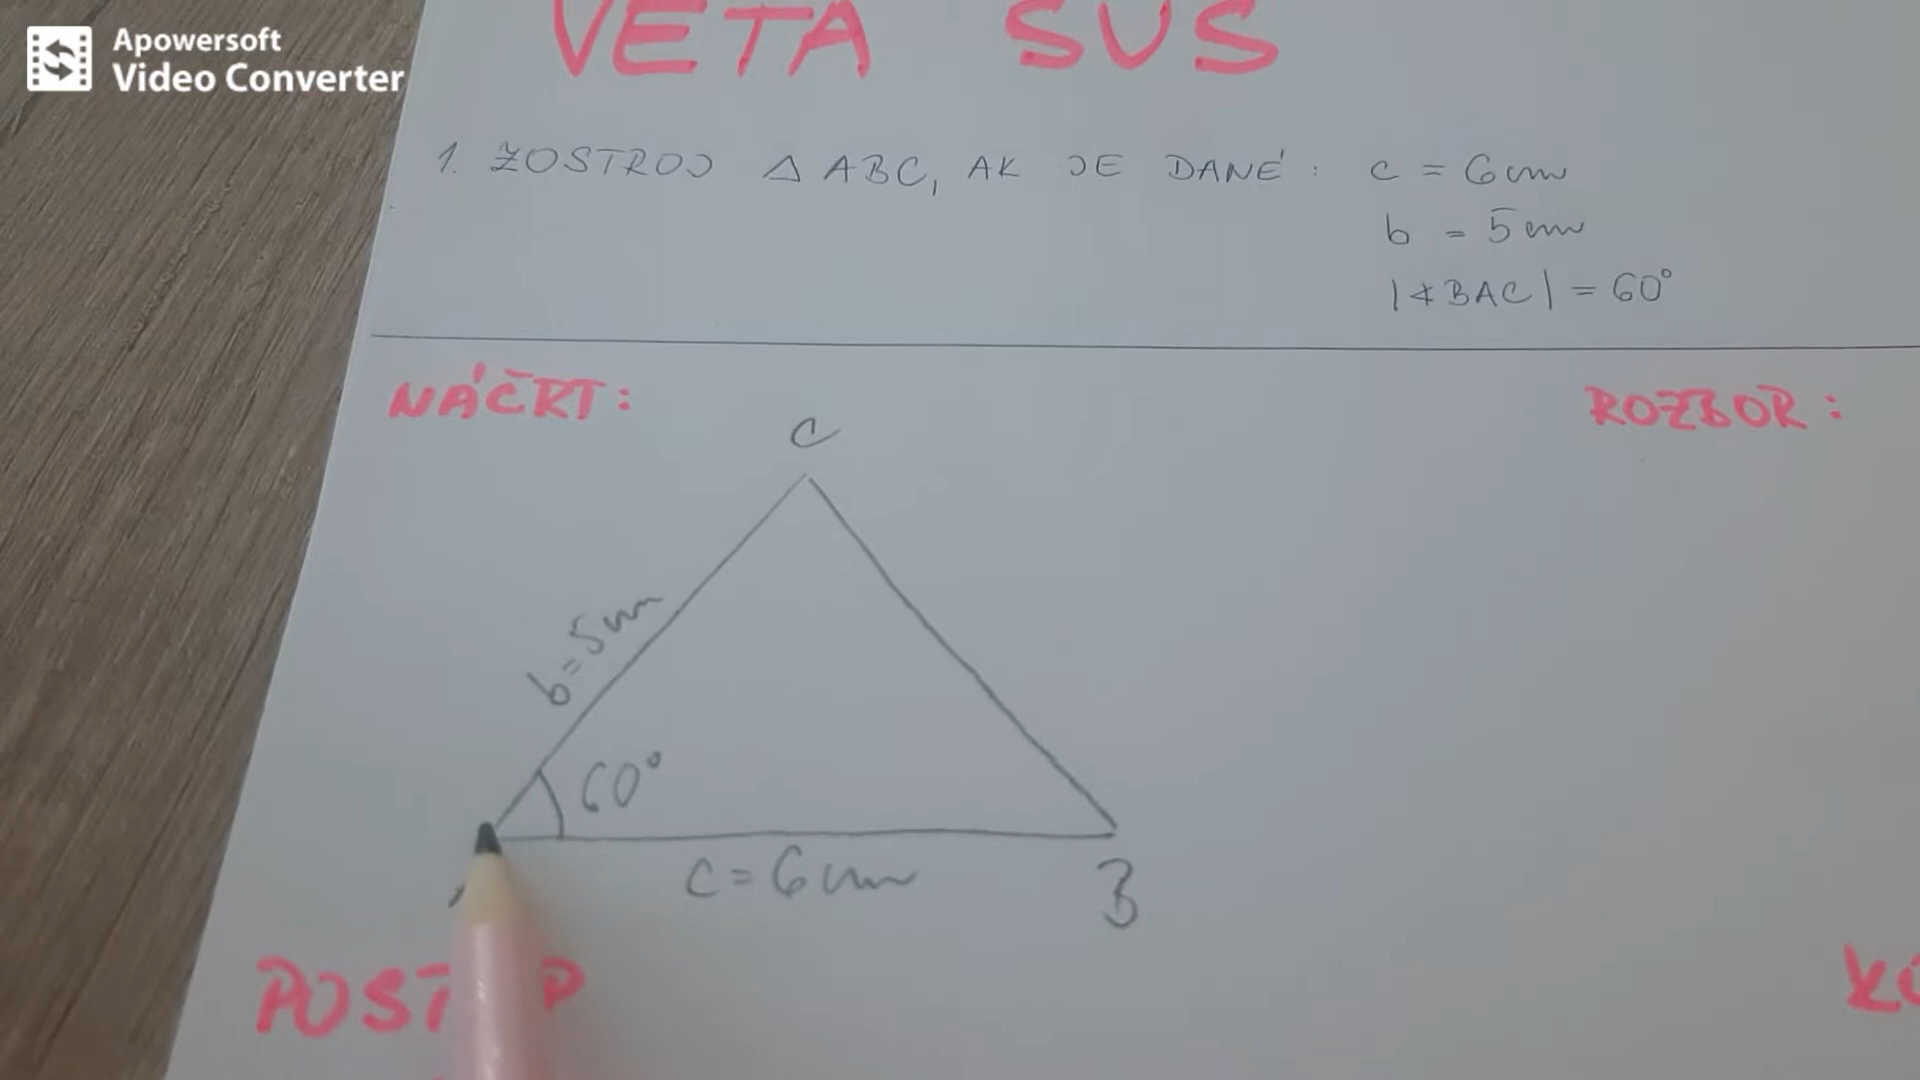 Apowersoft
Video Converter
VETA SUS
1. ZOSTROJ △ ABC, AK JE DANÉ: c = 6cm
b = 5cm
|∢BAC| = 60°
NÁČRT:
ROZBOR:
C
b = 5cm
60°
c = 6cm
B